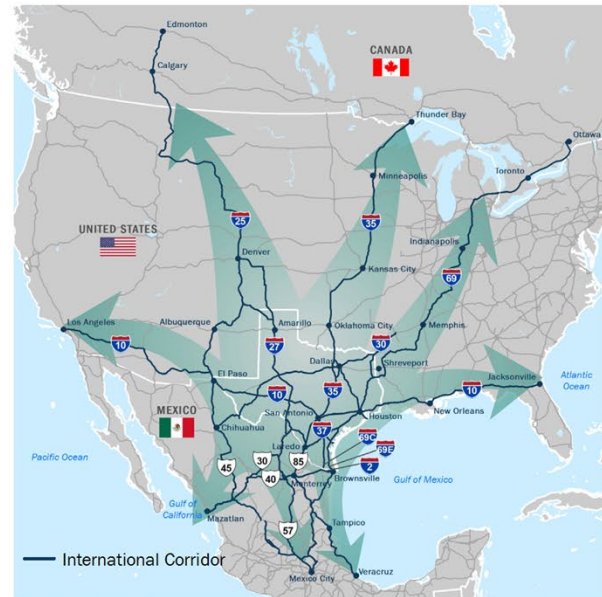 Edmonton
Calgary
CANADA
Thunder Bay
Ottawa
Toronto
Minneapolis
25
35
UNITED STATES
Indianapolis
Denver
69
Kansas City
Los Angeles
Albuquerque
Amarillo
Oklahoma City
Memphis
10
27
30
Dallas
Shreveport
El Paso
Jacksonville
Atlantic
Ocean
10
35
10
MEXICO
San Antonio
Houston
New Orleans
Chihuahua
37
69C
69E
Laredo
45
30
85
2
Pacific Ocean
40
Monterrey
Brownsville
Gulf of Mexico
Gulf of
California
Mazatlan
57
Tampico
International Corridor
Mexico City
Veracruz